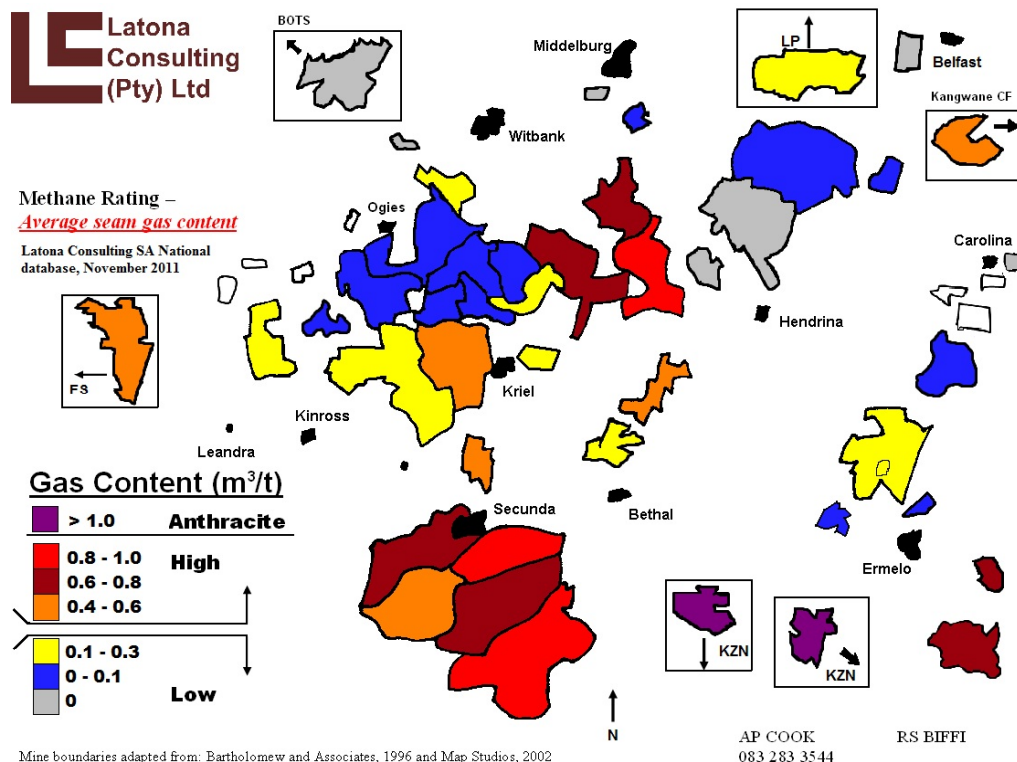 Latona
Consulting
(Pty) Ltd
BOTS
Middelburg
LP
Belfast
Kangwane CF
Witbank
Methane Rating –
Average seam gas content
Latona Consulting SA National
database, November 2011
Ogies
Carolina
Hendrina
FS
Kriel
Kinross
Leandra
Gas Content (m³/t)
> 1.0 Anthracite
0.8 - 1.0 High
0.6 - 0.8
0.4 - 0.6
0.1 - 0.3
0 - 0.1
0 Low
Secunda
Bethal
Ermelo
KZN
KZN
N
Mine boundaries adapted from: Bartholomew and Associates, 1996 and Map Studios, 2002
AP COOK RS BIFFI
083 283 3544